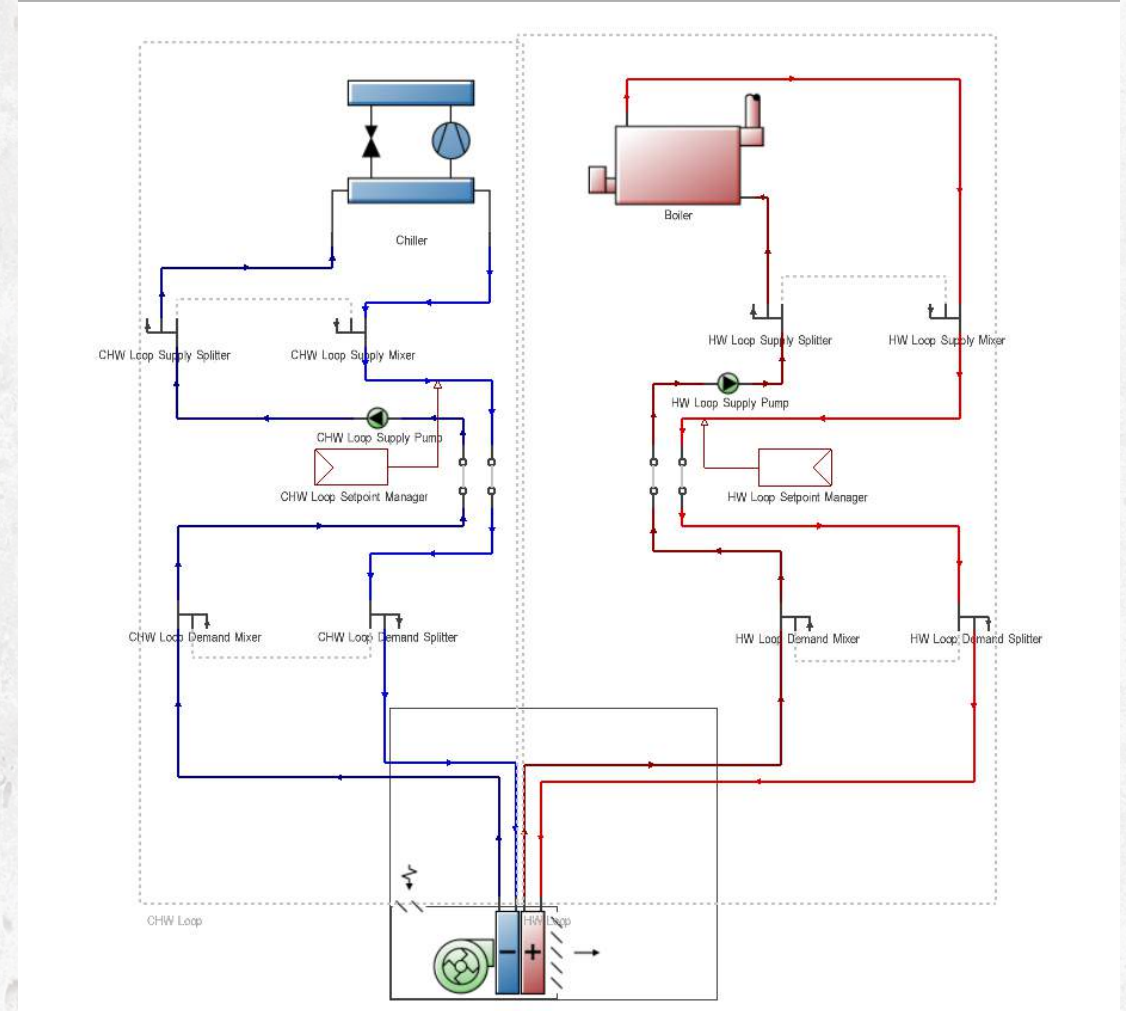 Boiler
Chiller
HW Loop Supply Splitter
HW Loop Supply Mixer
CHW Loop Supply Splitter
CHW Loop Supply Mixer
HW Loop Supply Pump
CHW Loop Supply Pump
CHW Loop Setpoint Manager
HW Loop Setpoint Manager
CHW Loop Demand Mixer
CHW Loop Demand Splitter
HW Loop Demand Mixer
HW Loop Demand Splitter
CHW Loop
HW Loop